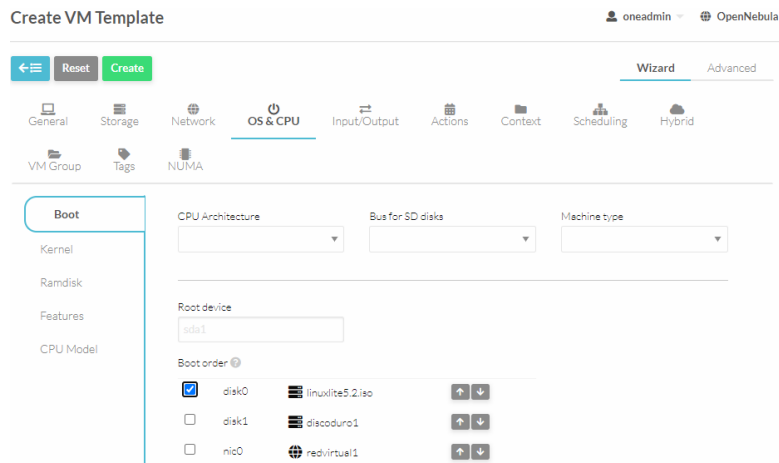 Create VM Template
oneadmin OpenNebula
Reset Create Wizard Advanced
General Storage Network OS & CPU Input/Output Actions Context Scheduling Hybrid
VM Group Tags NUMA
Boot
Kernel
Ramdisk
Features
CPU Model
CPU Architecture Bus for SD disks Machine type
Root device
sda1
Boot order
disk0 linuxlite5.2.iso
disk1 discoduro1
nic0 redvirtual1